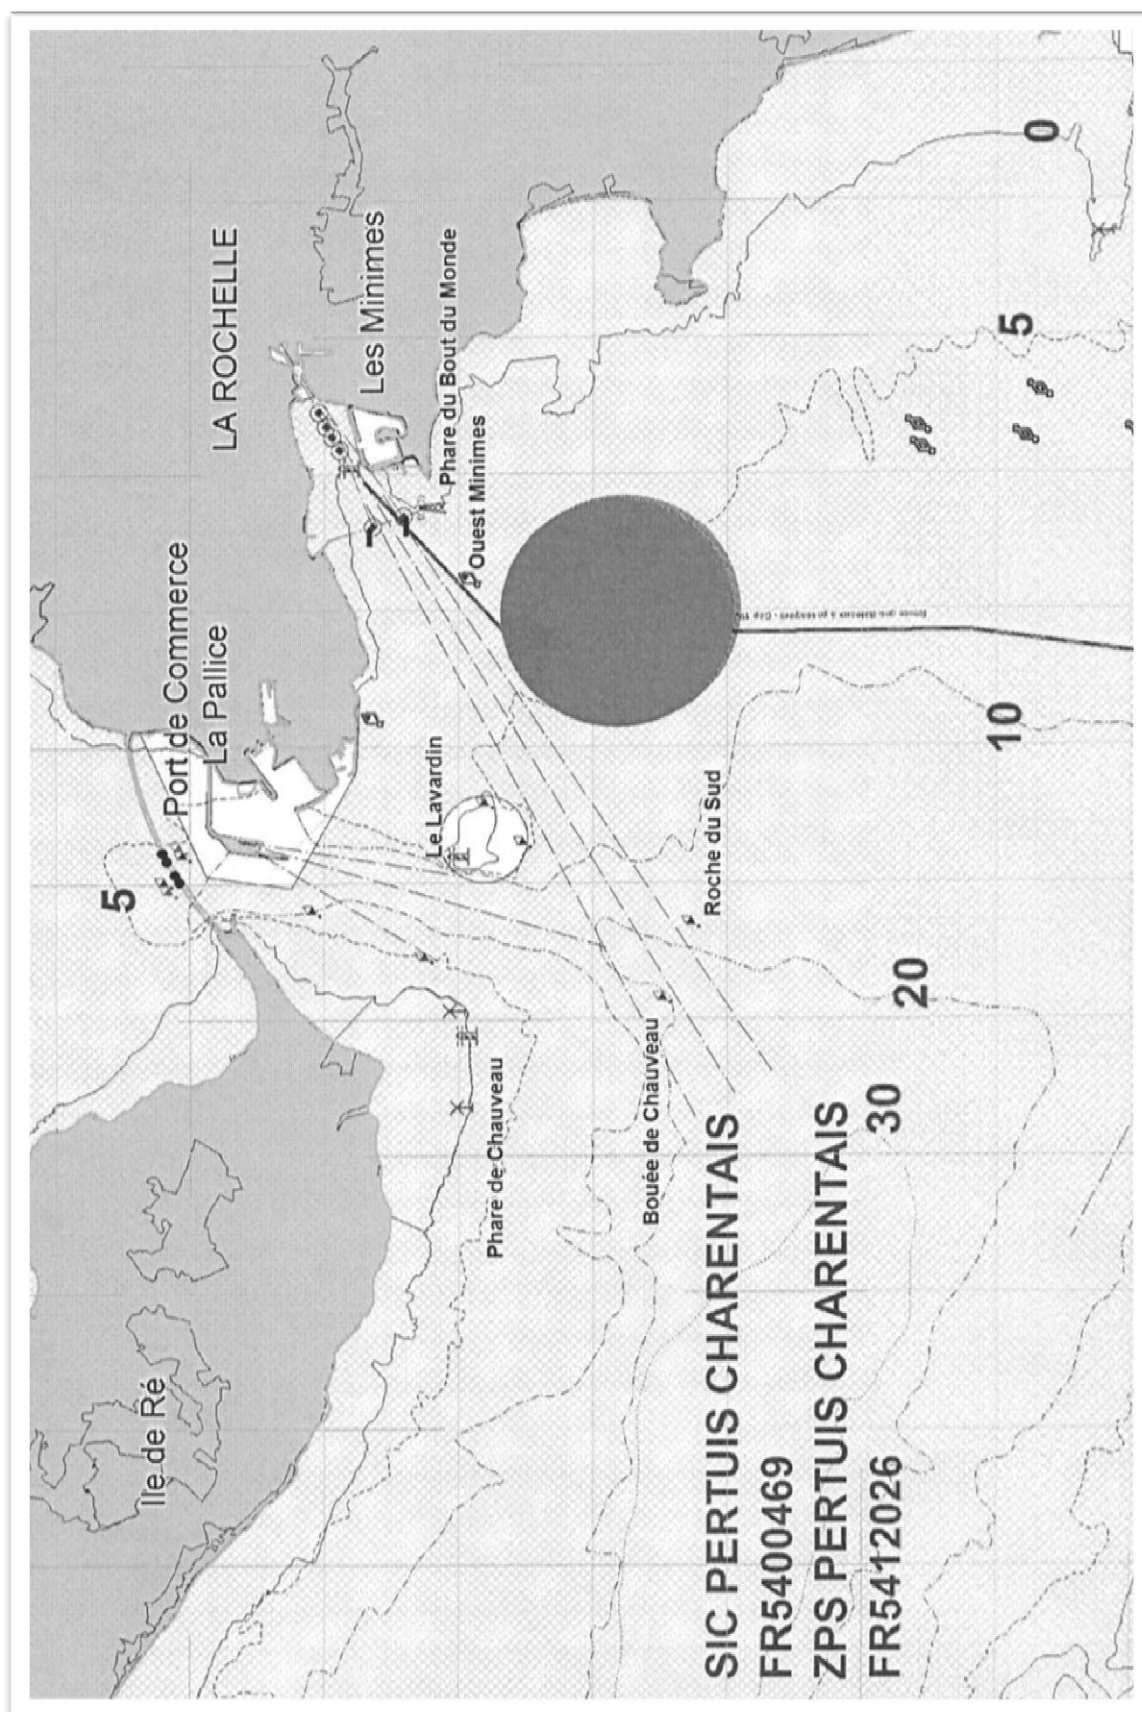 5
Ile de Ré
Port de Commerce
La Pallice
LA ROCHELLE
Les Minimes
Le Lavardin
Phare du Bout du Monde
Ouest Minimes
Phare de Chauveau
Bouée de Chauveau
Roche du Sud
SIC PERTUIS CHARENTAIS
FR5400469
ZPS PERTUIS CHARENTAIS
FR5412026
30
20
10
5
0